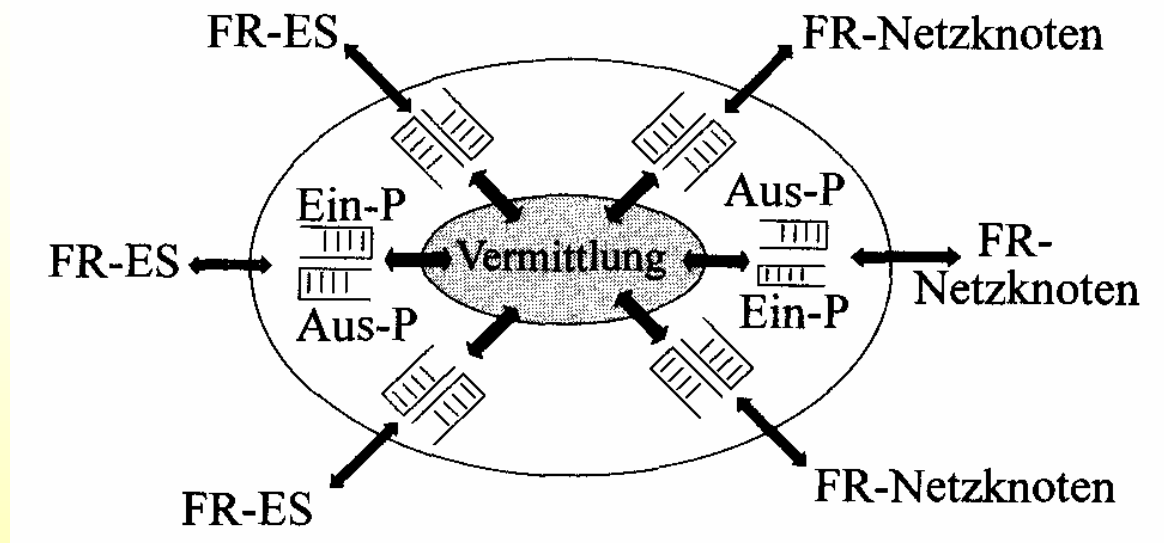 FR-ES
FR-Netzknoten
Ein-P
Aus-P
FR-ES
Vermittlung
FR-
Netzknoten
Aus-P
Ein-P
FR-ES
FR-Netzknoten